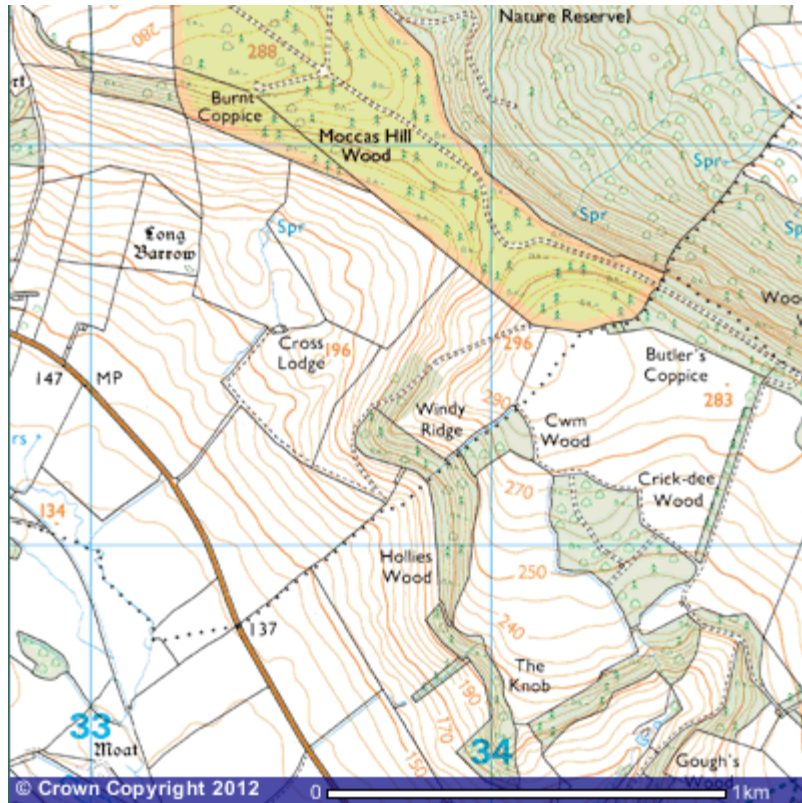 Nature Reserve)
280
288
Burnt
Coppice
Moccas Hill
Wood
Spr
Spr
Long
Barrow
Spr
Cross
Lodge
196
296
Butler's
Coppice
147
MP
Windy
Ridge
290
283
Cwm
Wood
270
Crick-dee
Wood
134
Hollies
Wood
250
240
137
The
Knob
190
170
33
Moat
34
150
Gough's
Wood
© Crown Copyright 2012
0
1km